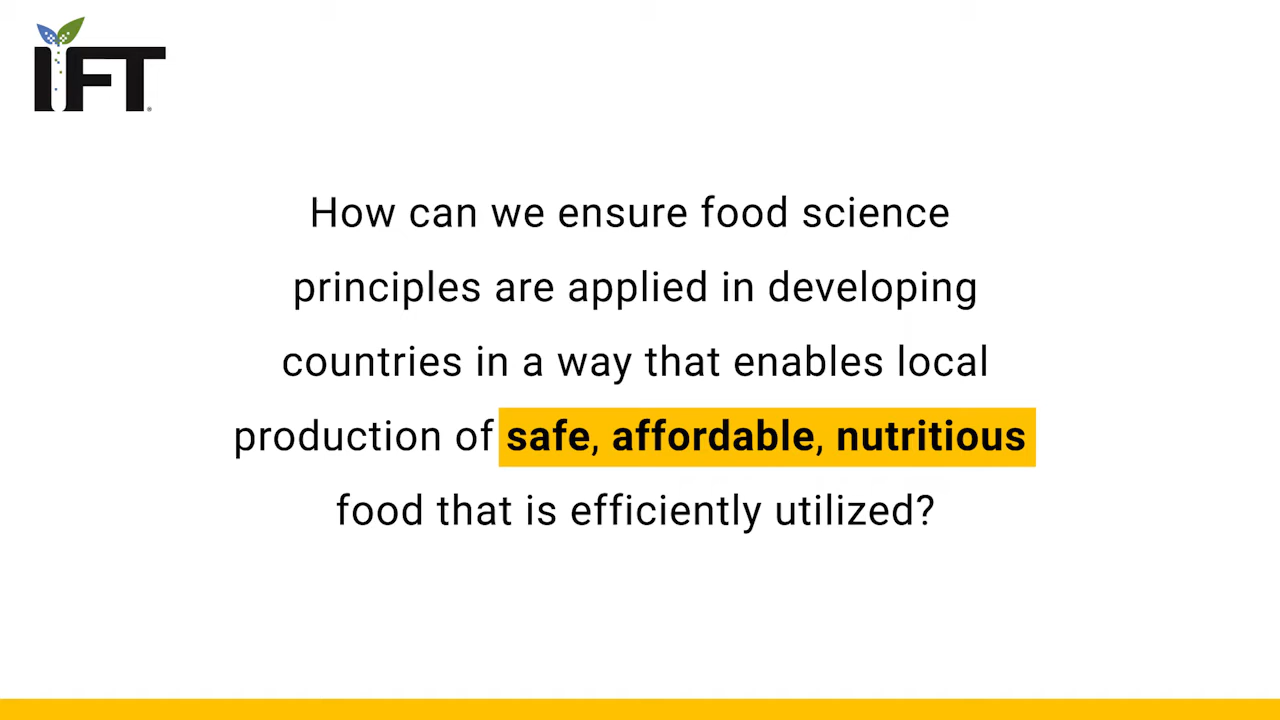 IFT
How can we ensure food science
principles are applied in developing
countries in a way that enables local
production of safe, affordable, nutritious
food that is efficiently utilized?